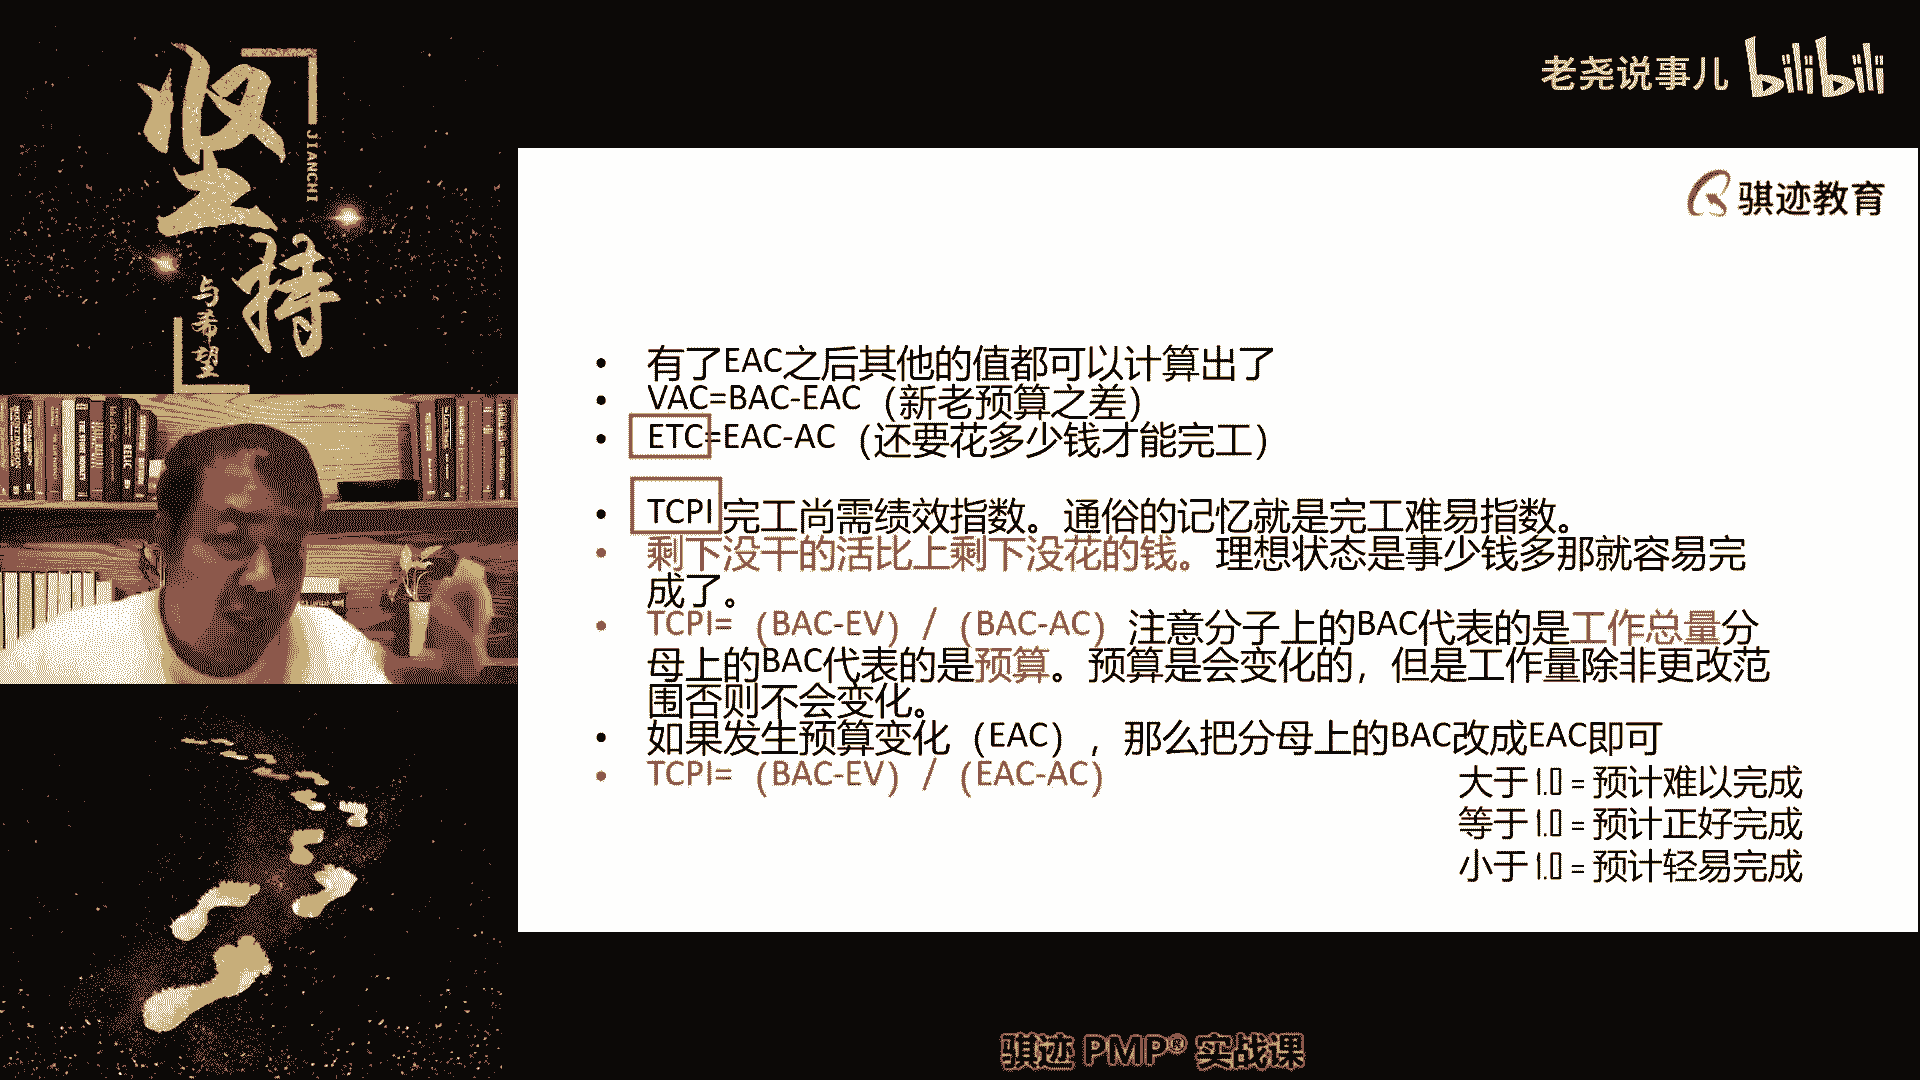 坚持
JIANCHI
与希望
老尧说事儿 bilibili
骐迹教育
• 有了EAC之后其他的值都可以计算出了
• VAC=BAC-EAC（新老预算之差）
• ETC=EAC-AC（还要花多少钱才能完工）
• TCPI完工尚需绩效指数。通俗的记忆就是完工难易指数。
• 剩下没干的活比上剩下没花的钱。理想状态是事少钱多那就容易完
成了。
• TCPI=（BAC-EV）/（BAC-AC）注意分子上的BAC代表的是工作总量分
母上的BAC代表的是预算。预算是会变化的，但是工作量除非更改范
围否则不会变化。
• 如果发生预算变化（EAC），那么把分母上的BAC改成EAC即可
• TCPI=（BAC-EV）/（EAC-AC）
大于1.0 = 预计难以完成
等于1.0 = 预计正好完成
小于1.0 = 预计轻易完成
骐迹 PMP® 实战课